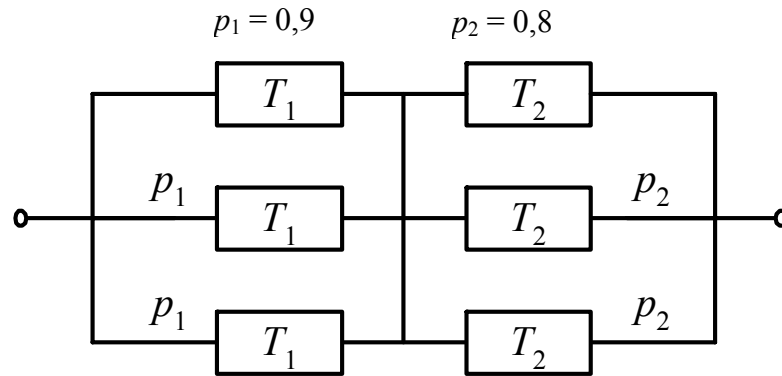 p₁ = 0,9 p₂ = 0,8
T₁ T₂
p₁ T₁ T₂ p₂
p₁ T₁ T₂ p₂